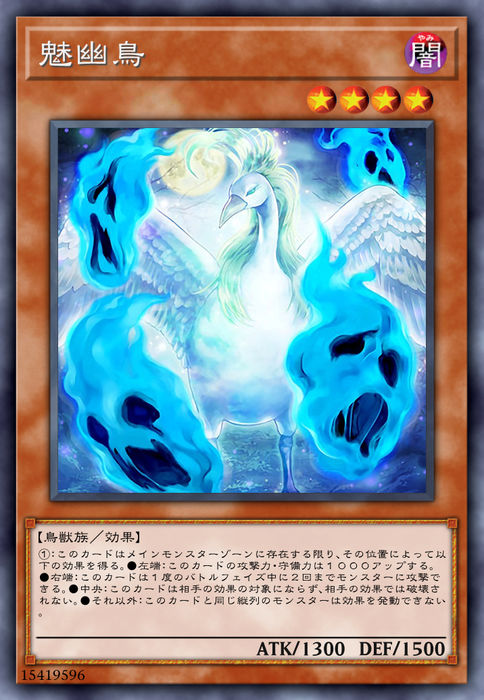 魅幽鳥
やみ
闇
【鳥獣族／効果】
①：このカードはメインモンスターゾーンに存在する限り、その位置によって以
下の効果を得る。●左端：このカードの攻撃力・守備力は１０００アップする。
●右端：このカードは１度のバトルフェイズ中に２回までモンスターに攻撃で
きる。●中央：このカードは相手の効果の対象にならず、相手の効果では破壊
されない。●それ以外：このカードと同じ縦列のモンスターは効果を発動できない
。
ATK/1300 DEF/1500
15419596